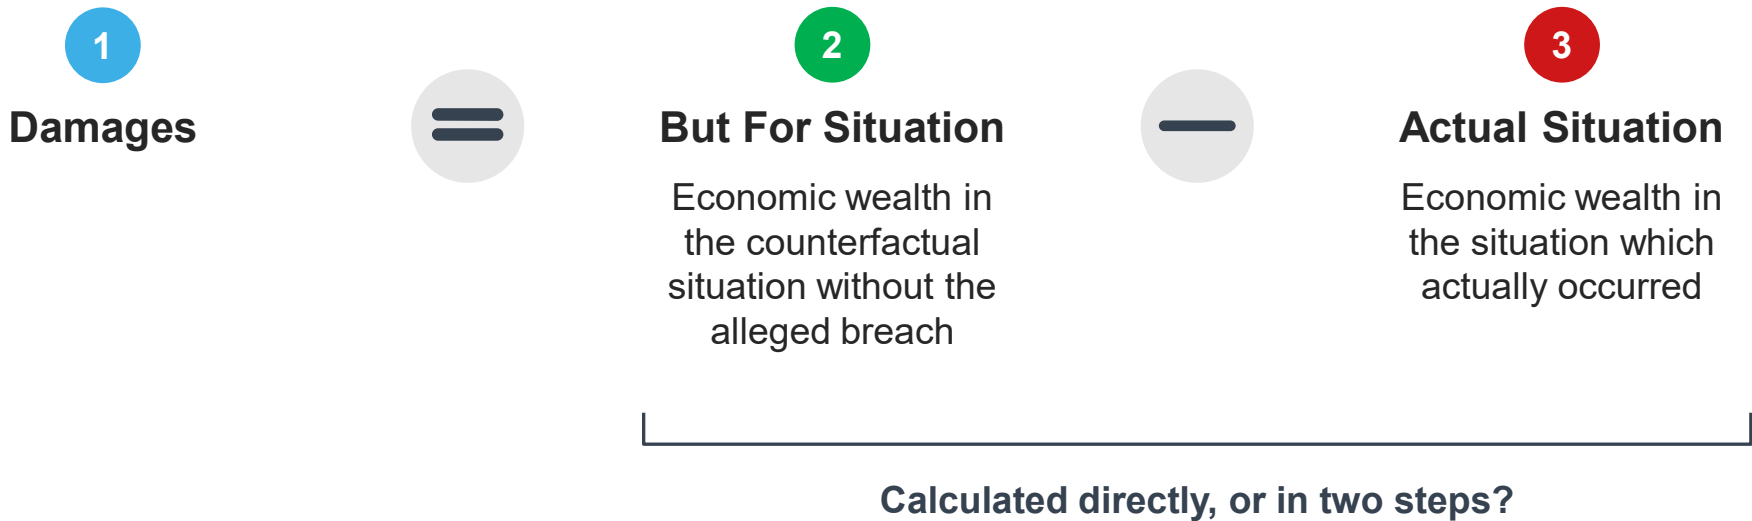 1
Damages
=
2
But For Situation
Economic wealth in
the counterfactual
situation without the
alleged breach
−
3
Actual Situation
Economic wealth in
the situation which
actually occurred
Calculated directly, or in two steps?